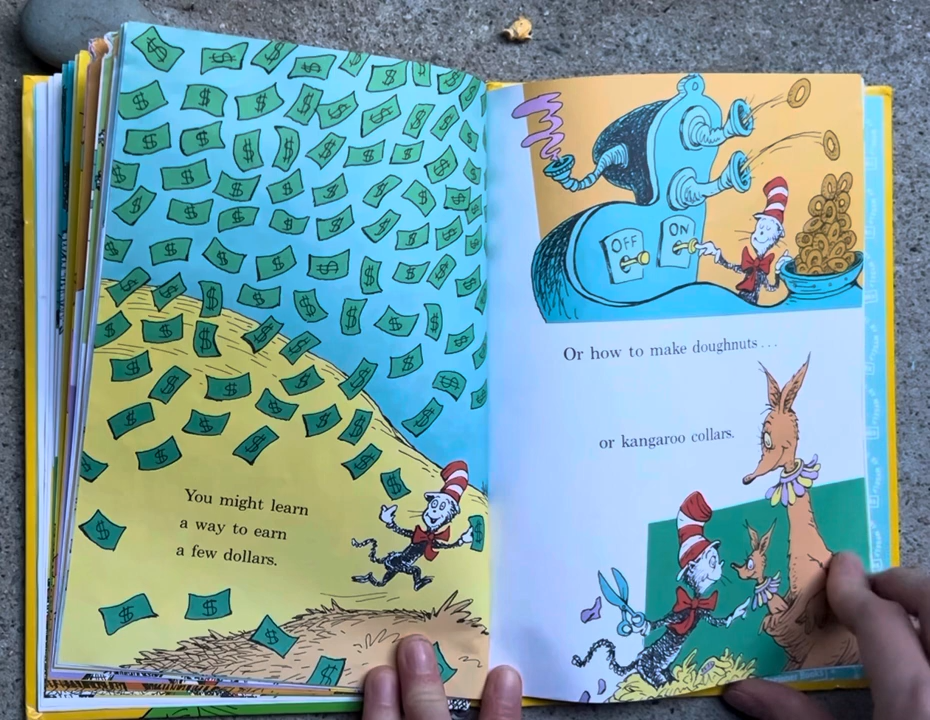 You might learn
a way to earn
a few dollars.
OFF
ON
Or how to make doughnuts . . .
or kangaroo collars.